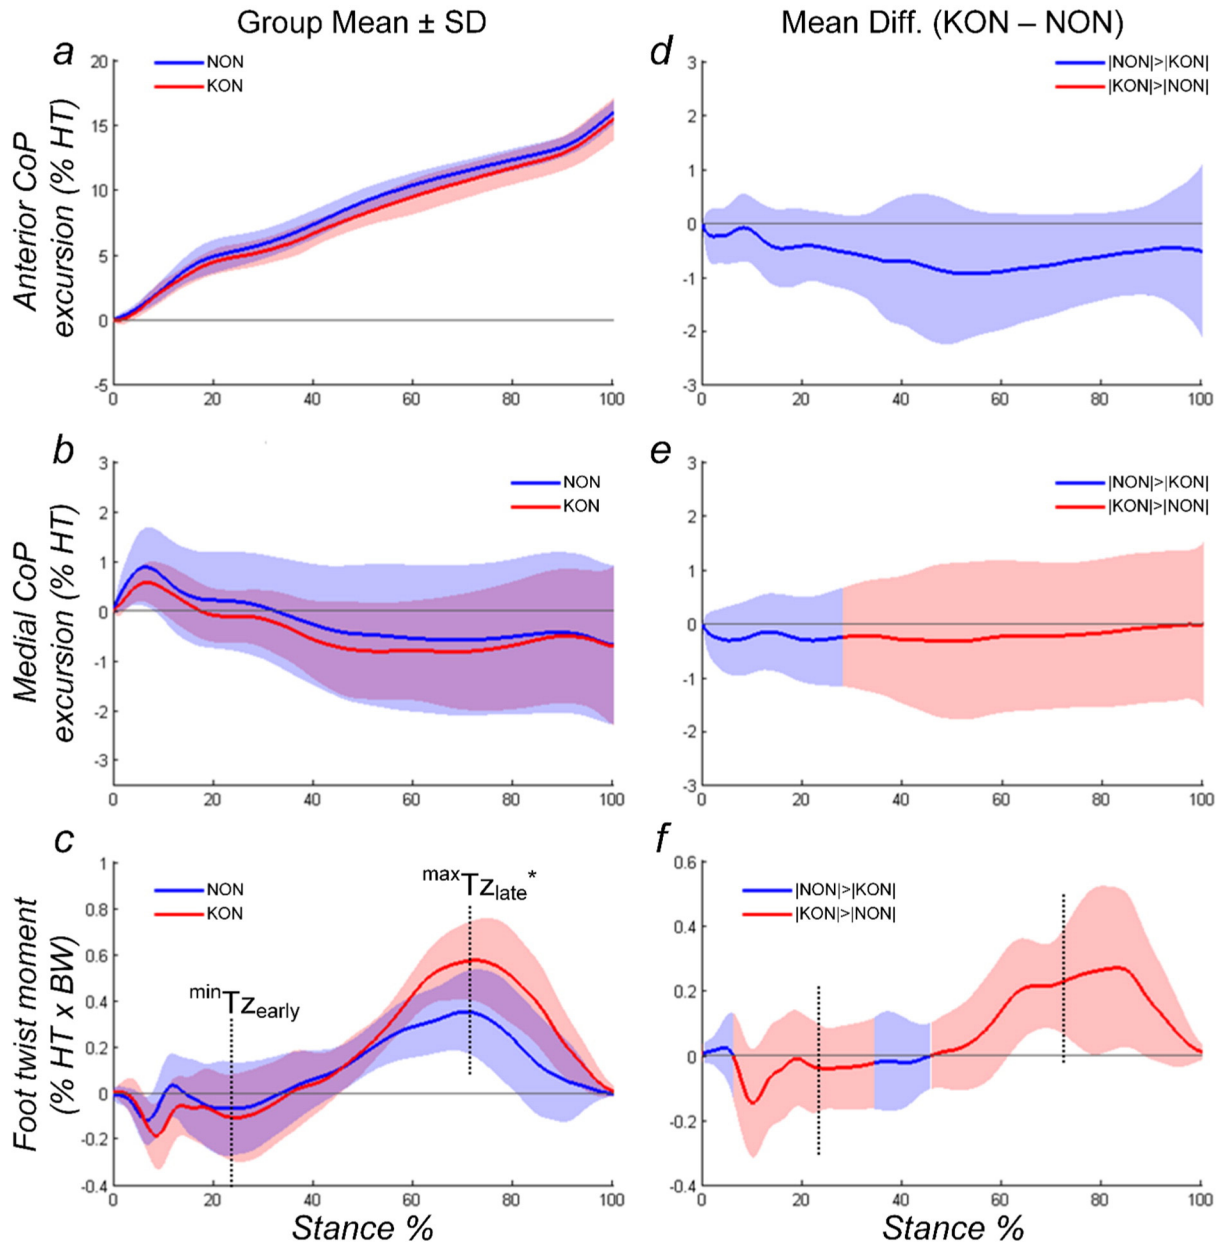 Group Mean ± SD
Mean Diff. (KON – NON)
a
Anterior CoP
excursion (% HT)
20
15
10
5
0
-5
NON
KON
0 20 40 60 80 100
d
3
2
1
0
-1
-2
-3
|NON|>|KON|
|KON|>|NON|
0 20 40 60 80 100
b
Medial CoP
excursion (% HT)
3
2
1
0
-1
-2
-3
NON
KON
0 20 40 60 80 100
e
3
2
1
0
-1
-2
-3
|NON|>|KON|
|KON|>|NON|
0 20 40 60 80 100
c
Foot twist moment
(% HT x BW)
1
0.8
0.6
0.4
0.2
0
-0.2
-0.4
NON
KON
minTzearly
maxTzlate*
0 20 40 60 80 100
Stance %
f
0.6
0.4
0.2
0
-0.2
-0.4
|NON|>|KON|
|KON|>|NON|
0 20 40 60 80 100
Stance %